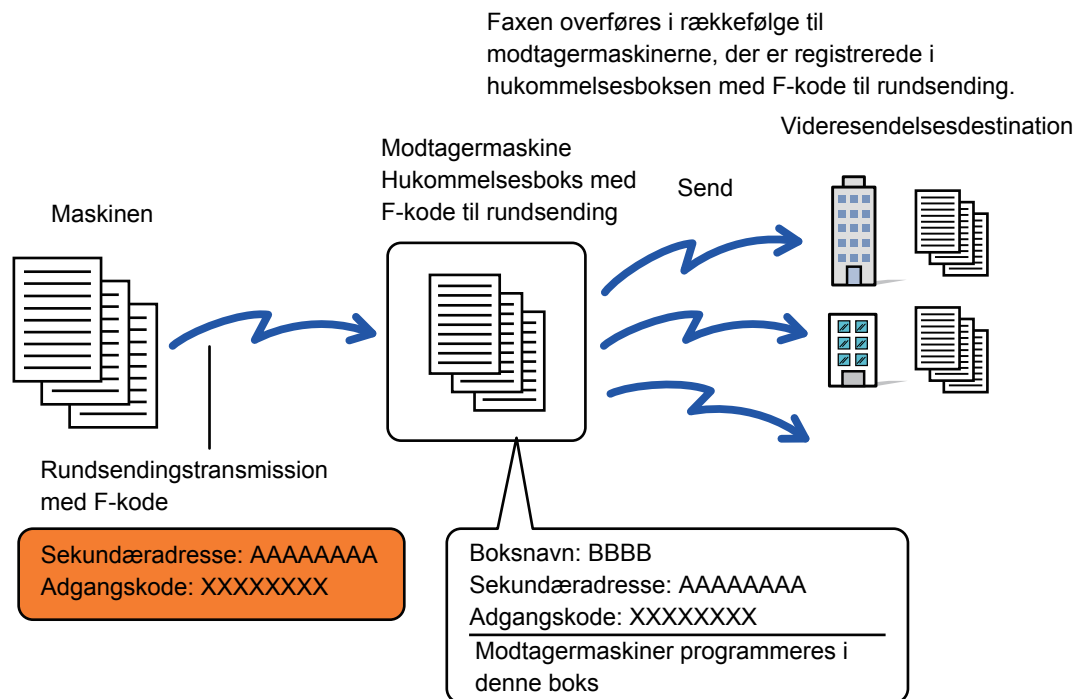 Faxen overføres i rækkefølge til
modtagermaskinerne, der er registrerede i
hukommelsesboksen med F-kode til rundsending.
Videresendelsesdestination
Modtagermaskine
Hukommelsesboks med
F-kode til rundsending
Send
Maskinen
Rundsendingstransmission
med F-kode
Sekundæradresse: AAAAAAAA
Adgangskode: XXXXXXXX
Boksnavn: BBBB
Sekundæradresse: AAAAAAAA
Adgangskode: XXXXXXXX
Modtagermaskiner programmeres i
denne boks